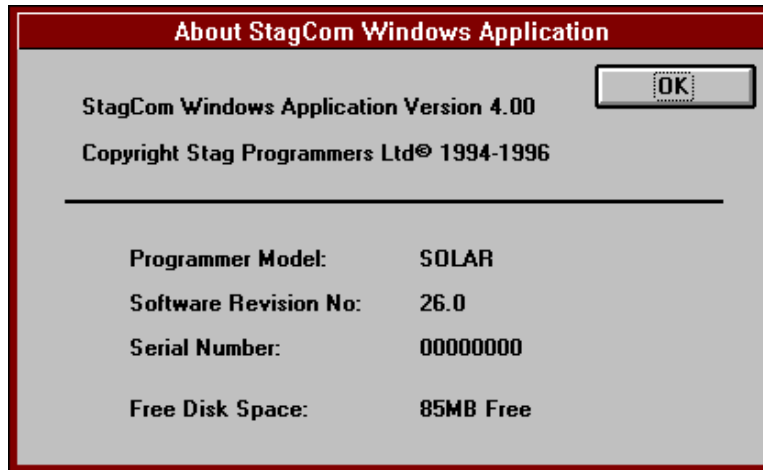 About StagCom Windows Application
OK
StagCom Windows Application Version 4.00
Copyright Stag Programmers Ltd© 1994-1996
Programmer Model: SOLAR
Software Revision No: 26.0
Serial Number: 00000000
Free Disk Space: 85MB Free